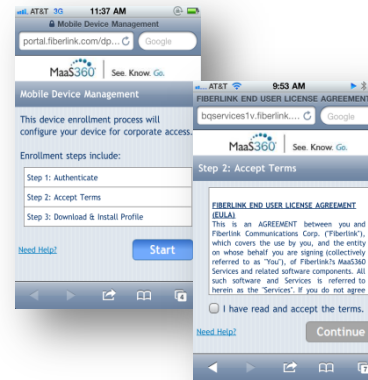 AT&T 3G 11:37 AM
Mobile Device Management
portal.fiberlink.com/dp... Google
MaaS360 See. Know. Go.
Mobile Device Management
This device enrollment process will
configure your device for corporate access.
Enrollment steps include:
Step 1: Authenticate
Step 2: Accept Terms
Step 3: Download & Install Profile
Need Help? Start
4
AT&T 9:53 AM
FIBERLINK END USER LICENSE AGREEMENT
bqservices1v.fiberlink.... Google
MaaS360 See. Know. Go.
Step 2: Accept Terms
FIBERLINK END USER LICENSE AGREEMENT
(EULA)
This is an AGREEMENT between you and
Fiberlink Communications Corp. ("Fiberlink"),
which covers the use by you, and the entity
on whose behalf you are signing (collectively
referred to as "You"), of Fiberlink?s MaaS360
Services and related software components. All
such software and Services is referred to
herein as the "Services". If you do not agree
I have read and accept the terms.
Need Help? Continue
7